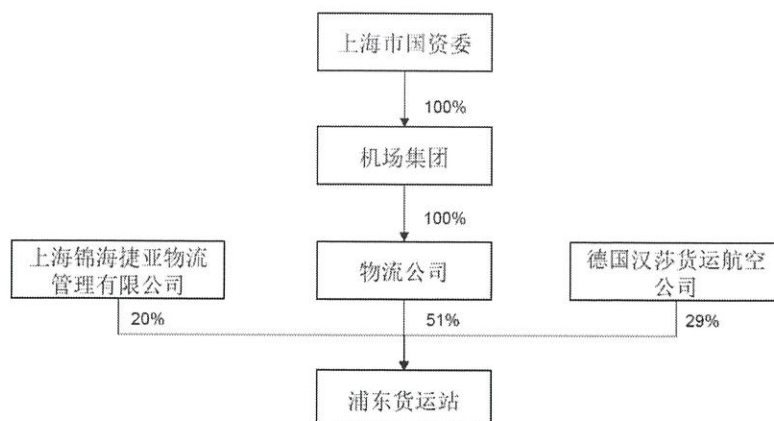 上海市国资委
100%
机场集团
100%
上海锦海捷亚物流
管理有限公司
物流公司
德国汉莎货运航空
公司
20%
51%
29%
浦东货运站